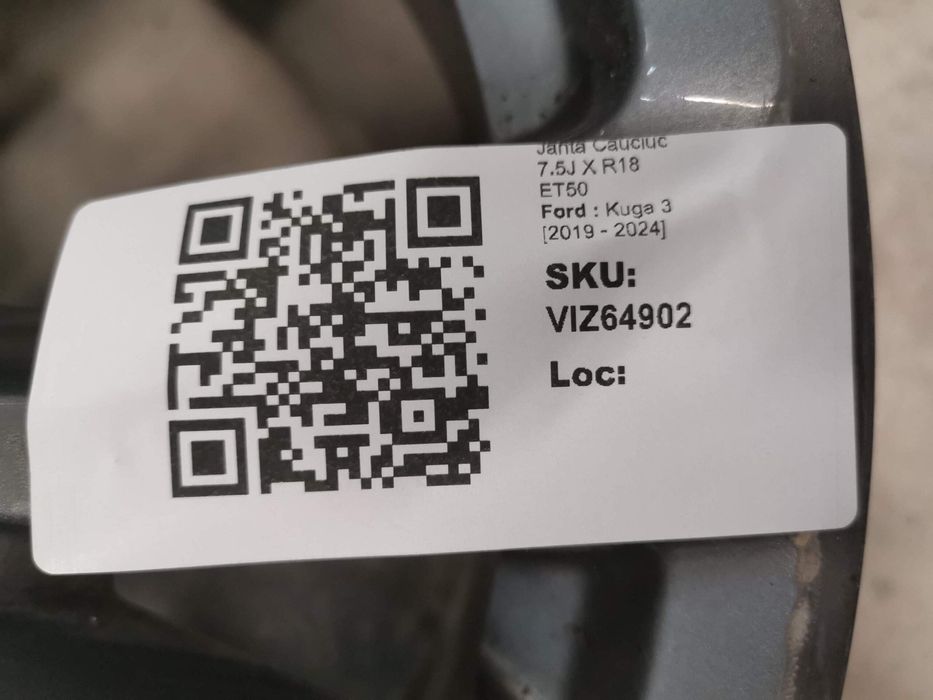 Janta Cauciuc
7.5J X R18
ET50
Ford : Kuga 3
[2019 - 2024]
SKU:
VIZ64902
Loc: